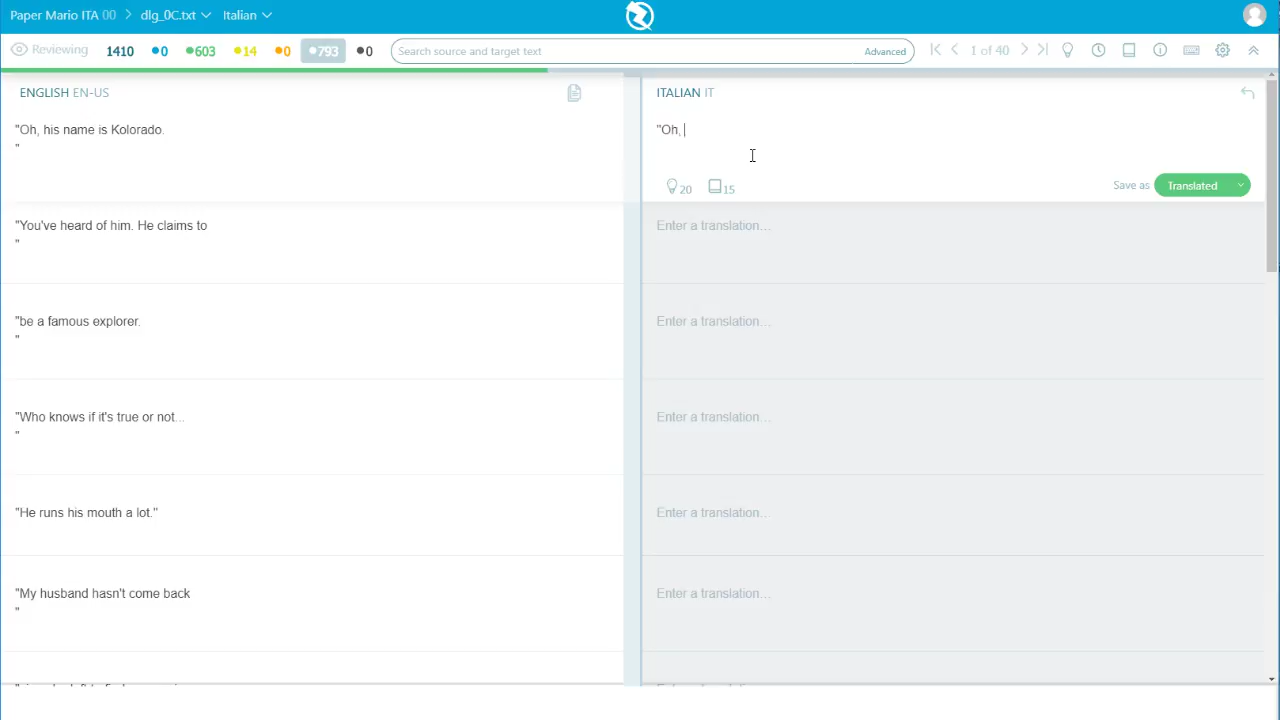 Paper Mario ITA 00 > dlg_0C.txt Italian
Reviewing 1410 0 603 14 0 793 0 Search source and target text Advanced 1 of 40
ENGLISH EN-US
ITALIAN IT
"Oh, his name is Kolorado.
"
"Oh,
20 15 Save as Translated
"You've heard of him. He claims to
"
Enter a translation...
"be a famous explorer.
"
Enter a translation...
"Who knows if it's true or not...
"
Enter a translation...
"He runs his mouth a lot."
Enter a translation...
"My husband hasn't come back
"
Enter a translation...